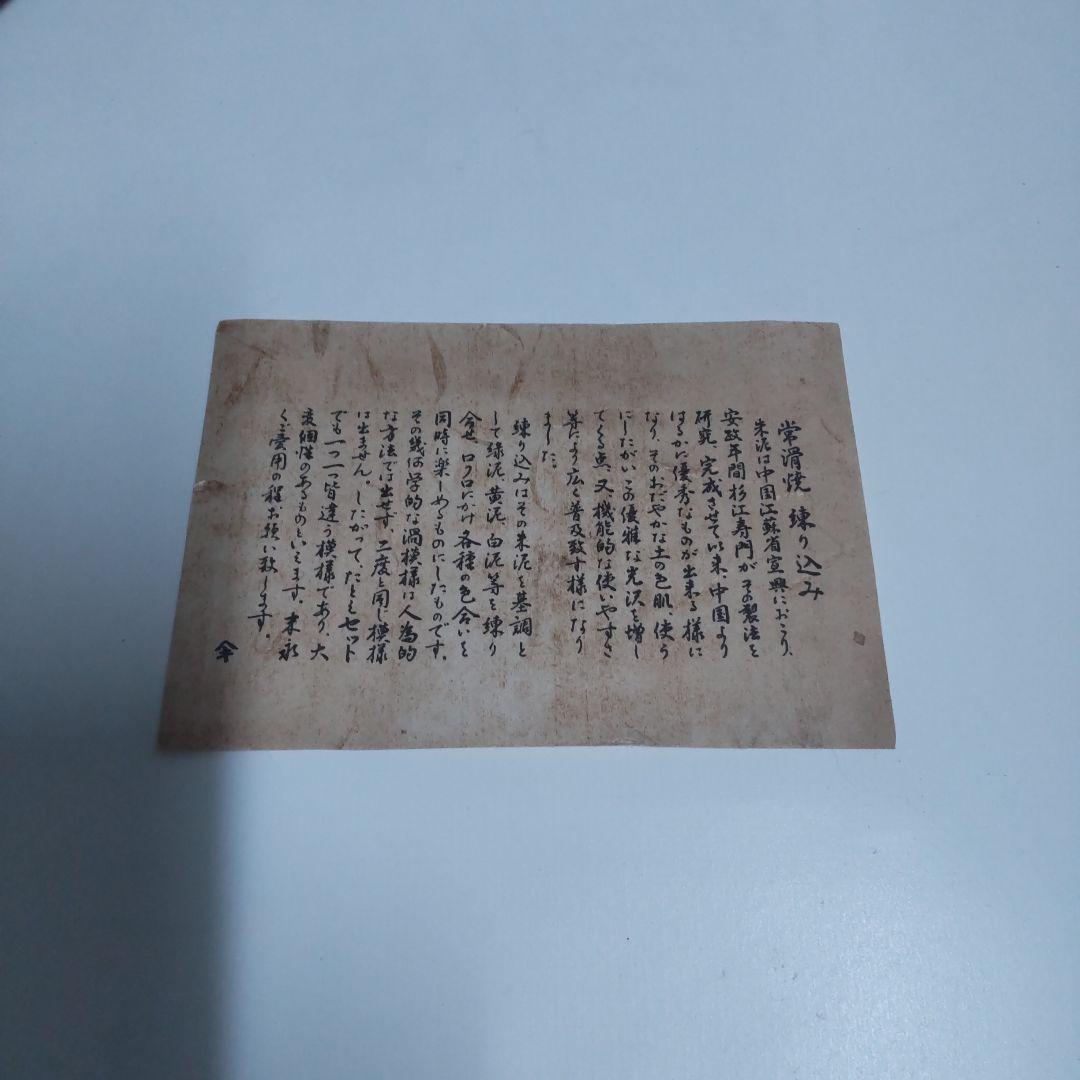 常滑焼 練り込み
朱泥は中国江蘇省宣興におこり、
安政年間杉江寿門がその製法を
研究、完成させて以来、中国より
はるかに優秀なものが出来る様に
なり、そのおだやかな土の色肌、使う
にしたがいこの優雅な光沢を増し
てくる点、又、機能的な使いやすさ
等により広く普及致す様になり
ました。
練り込みはその朱泥を基調と
して緑泥、黄泥、白泥等を練り
合せ、ロクロにかけ各種の色合いを
同時に楽しめるものにしたものです。
その幾何学的な渦模様は人為的
な方法では出せず、二度と同じ模様
は出ません。したがって、たとえセット
でも一つ一つ皆違う模様であり、大
変個性のあるものといえます。末永
くご愛用の程お願い致します。